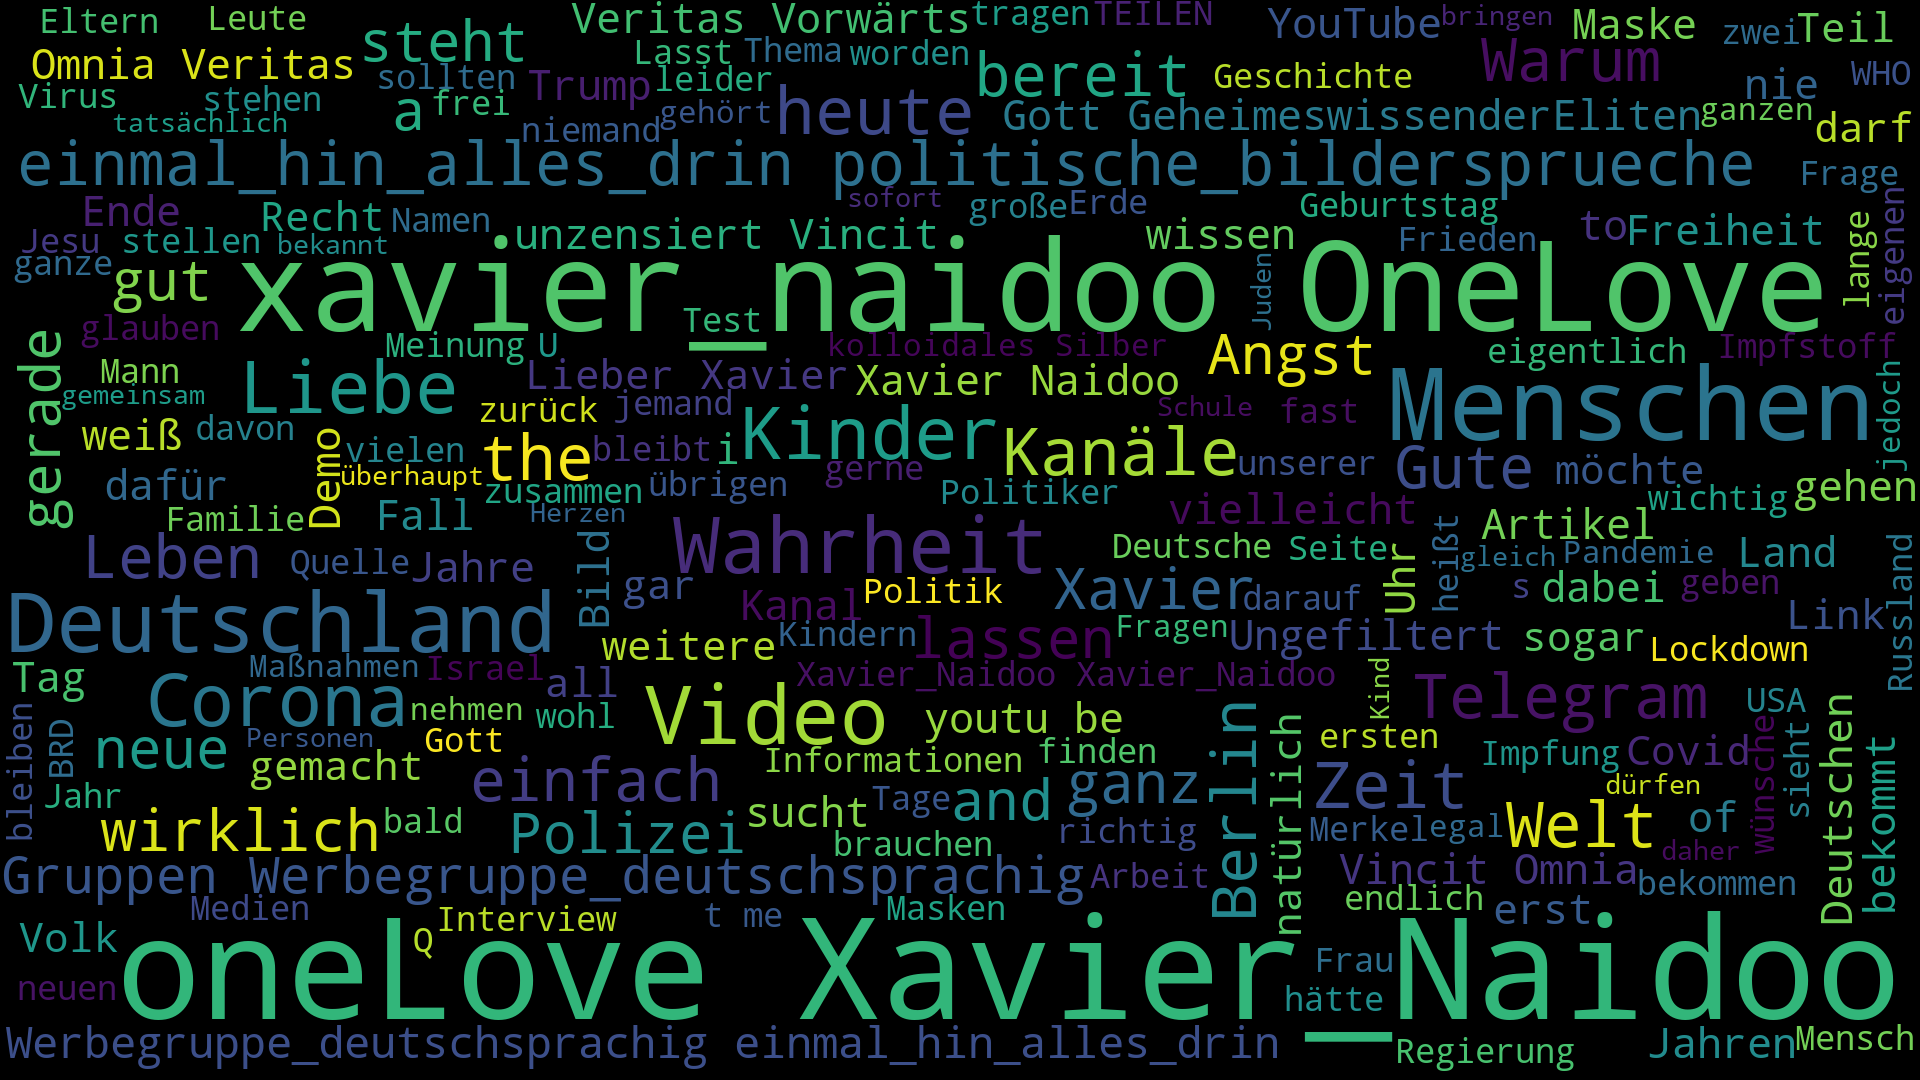 Eltern Leute steht Veritas Vorwärts tragen TEILEN YouTube bringen Maske zwei Teil
Omnia Veritas sollten Lasst Thema worden bereit Geschichte Warum nie WHO
Virus stehen Trump leider heute Gott GeheimeswissenderEliten ganzen darf
tatsächlich a frei niemand gehört
einmal_hin_alles_drin politische_bildersprueche Frage
Ende Recht Namen sofort große Erde Geburtstag eigenen
Jesu stellen bekannt unzensiert Vincit wissen Frieden to Freiheit lange
ganze gut xavier_naidoo OneLove Juden
glauben Test
gerade Meinung U kolloidales Silber Angst eigentlich Impfstoff
Mann Liebe Lieber Xavier Xavier Naidoo Menschen jedoch
gemeinsam zurück jemand Kinder Schule fast
weiß davon Demo vielen the bleibt i Kanäle unserer Gute möchte
dafür überhaupt zusammen übrigen gerne Politiker wichtig gehen
Familie Fall Herzen Wahrheit vielleicht Artikel
Leben Quelle Jahre Bild gar Deutsche Seite Uhr heißt gleich Pandemie Land Russland
Deutschland Kanal Politik Xavier darauf s dabei geben Link
weitere Kindern lassen Fragen Ungefiltert sogar Lockdown
Tag Maßnahmen Israel all Xavier_Naidoo Xavier_Naidoo Kind
Corona nehmen wohl Video youtu be Berlin natürlich Telegram USA Deutschen
bleiben BRD neue Personen Gott Informationen finden ersten Impfung Covid wünsche sieht bekommt
Jahr gemacht einfach Tage and ganz Zeit dürfen
wirklich bald Polizei sucht brauchen richtig Merkel egal Welt of daher
Gruppen Werbegruppe_deutschsprachig Arbeit Vincit Omnia bekommen
Medien Q Interview t me Masken endlich erst
Volk oneLove Xavier_Naidoo
neuen Frau hätte
Werbegruppe_deutschsprachig einmal_hin_alles_drin Regierung Jahren Mensch